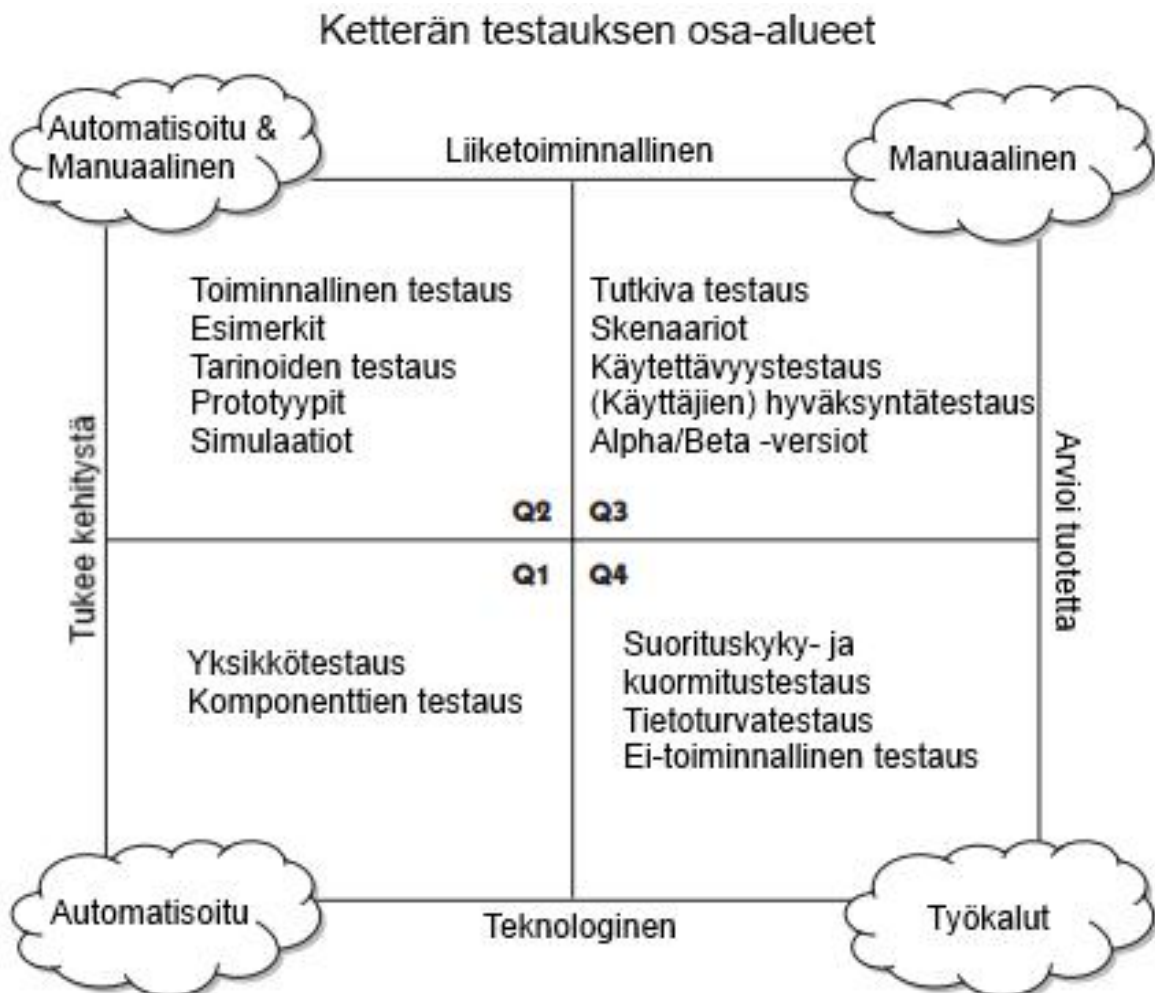 Ketterän testauksen osa-alueet
Automatisoitu &
Manuaalinen
Liiketoiminnallinen
Manuaalinen
Toiminnallinen testaus
Esimerkit
Tarinoiden testaus
Prototyypit
Simulaatiot
Tutkiva testaus
Skenaariot
Käytettävyystestaus
(Käyttäjien) hyväksyntätestaus
Alpha/Beta -versiot
Tukee kehitystä
Arvioi tuotetta
Q2
Q3
Q1
Q4
Yksikkötestaus
Komponenttien testaus
Suorituskyky- ja
kuormitustestaus
Tietoturvatestaus
Ei-toiminnallinen testaus
Automatisoitu
Teknologinen
Työkalut